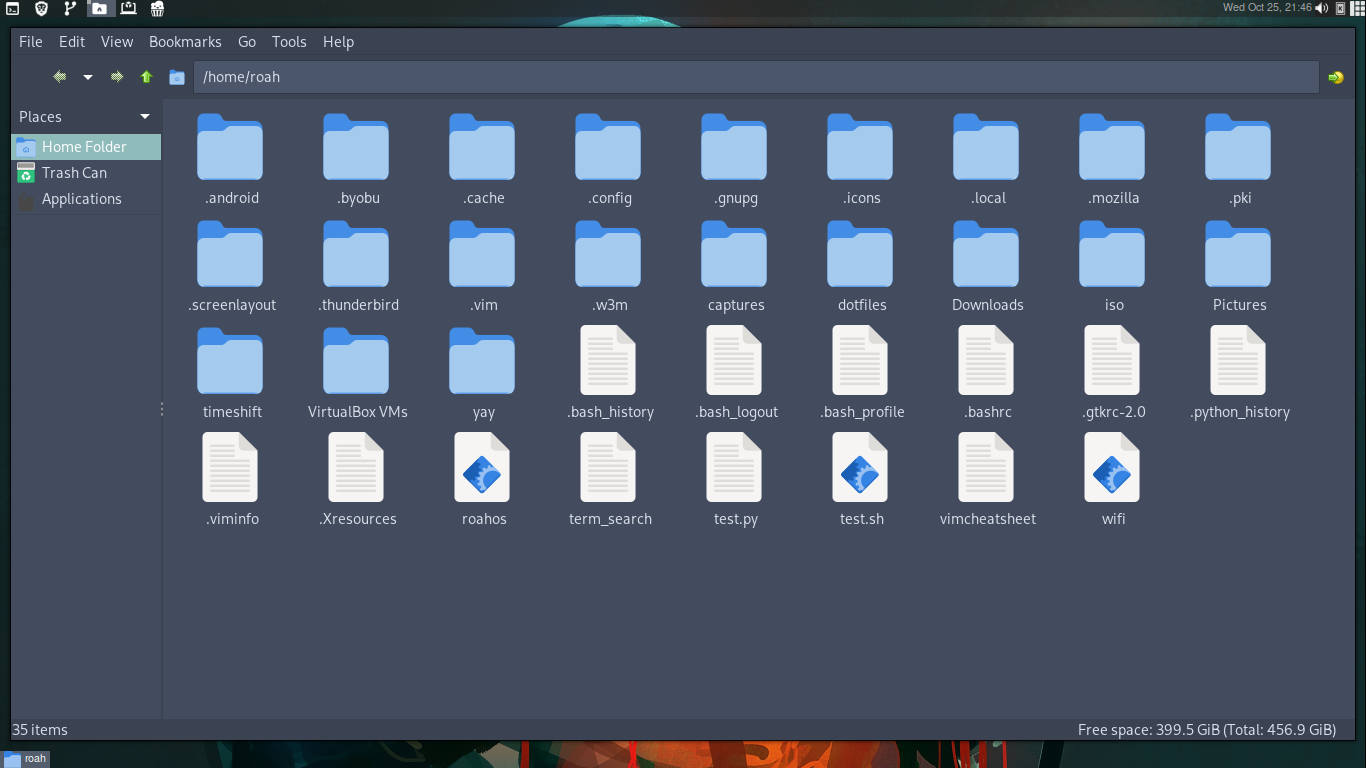 Wed Oct 25, 21:46
File Edit View Bookmarks Go Tools Help
/home/roah
Places
Home Folder
Trash Can
Applications
.android .byobu .cache .config .gnupg .icons .local .mozilla .pki
.screenlayout .thunderbird .vim .w3m captures dotfiles Downloads iso Pictures
timeshift VirtualBox VMs yay .bash_history .bash_logout .bash_profile .bashrc .gtkrc-2.0 .python_history
.viminfo .Xresources roahos term_search test.py test.sh vimcheatsheet wifi
35 items Free space: 399.5 GiB (Total: 456.9 GiB)
roah